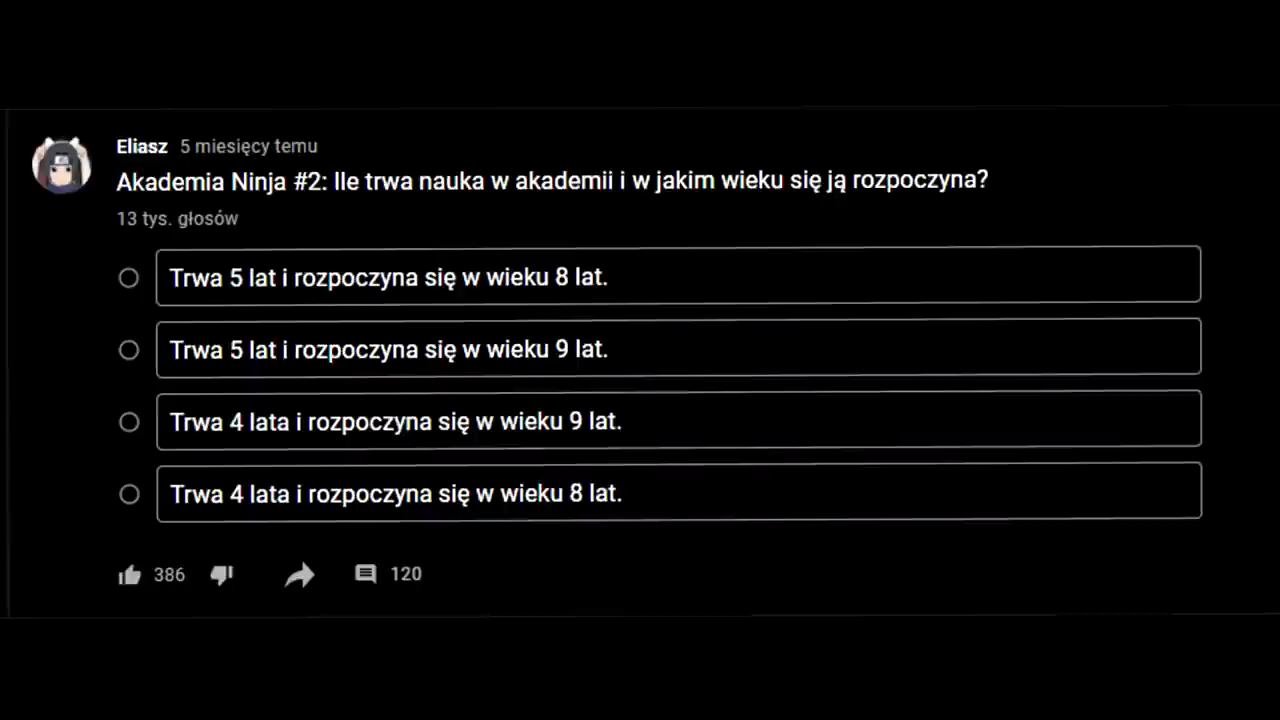 Eliasz 5 miesięcy temu
Akademia Ninja #2: Ile trwa nauka w akademii i w jakim wieku się ją rozpoczyna?
13 tys. głosów
Trwa 5 lat i rozpoczyna się w wieku 8 lat.
Trwa 5 lat i rozpoczyna się w wieku 9 lat.
Trwa 4 lata i rozpoczyna się w wieku 9 lat.
Trwa 4 lata i rozpoczyna się w wieku 8 lat.
386 120